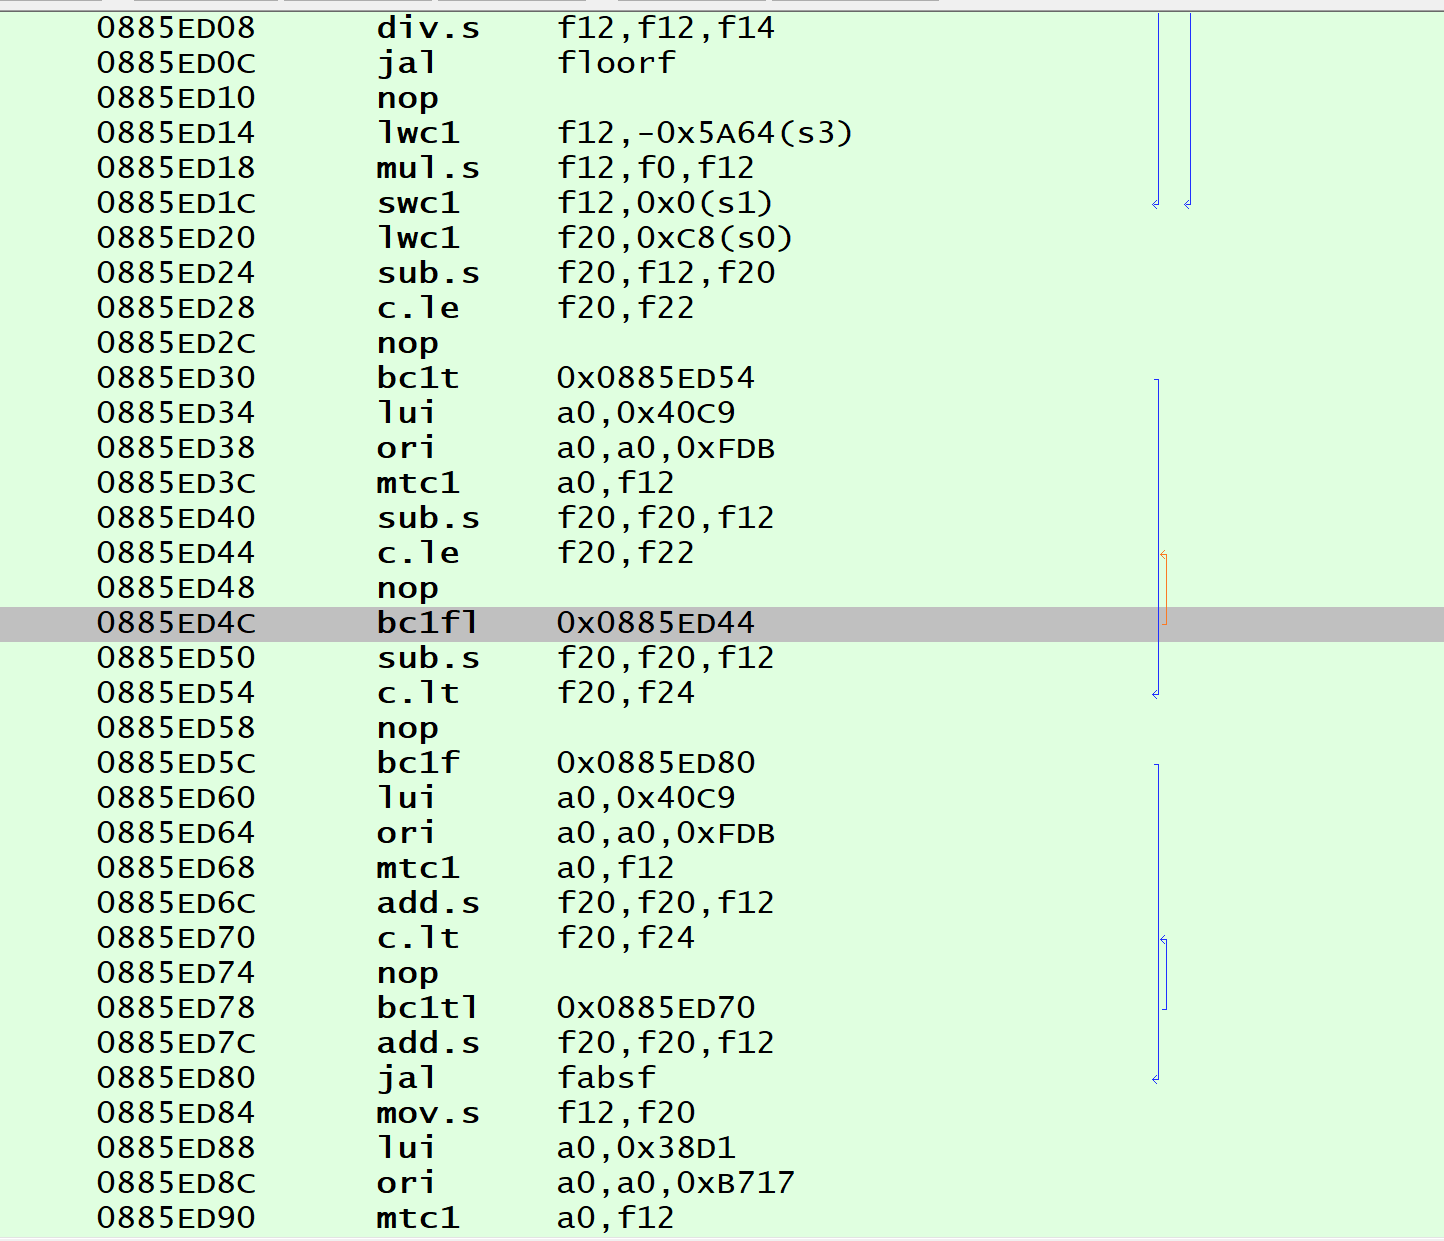 0885ED08 div.s f12,f12,f14
0885ED0C jal floorf
0885ED10 nop
0885ED14 lwc1 f12,-0x5A64(s3)
0885ED18 mul.s f12,f0,f12
0885ED1C swc1 f12,0x0(s1)
0885ED20 lwc1 f20,0xC8(s0)
0885ED24 sub.s f20,f12,f20
0885ED28 c.le f20,f22
0885ED2C nop
0885ED30 bc1t 0x0885ED54
0885ED34 lui a0,0x40C9
0885ED38 ori a0,a0,0xFDB
0885ED3C mtc1 a0,f12
0885ED40 sub.s f20,f20,f12
0885ED44 c.le f20,f22
0885ED48 nop
0885ED4C bc1fl 0x0885ED44
0885ED50 sub.s f20,f20,f12
0885ED54 c.lt f20,f24
0885ED58 nop
0885ED5C bc1f 0x0885ED80
0885ED60 lui a0,0x40C9
0885ED64 ori a0,a0,0xFDB
0885ED68 mtc1 a0,f12
0885ED6C add.s f20,f20,f12
0885ED70 c.lt f20,f24
0885ED74 nop
0885ED78 bc1tl 0x0885ED70
0885ED7C add.s f20,f20,f12
0885ED80 jal fabsf
0885ED84 mov.s f12,f20
0885ED88 lui a0,0x38D1
0885ED8C ori a0,a0,0xB717
0885ED90 mtc1 a0,f12